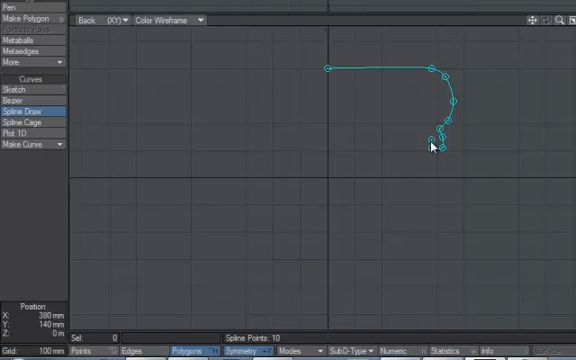 Pen
Back (XY) Color Wireframe
Make Polygon
Metaballs
Metaedges
More
Curves
Sketch
Bezier
Spline Draw
Spline Cage
Plot 1D
Make Curve
Position
X: 380 mm
Y: 140 mm
Z: 0 m
Sel: 0 Spline Points: 10
Grid: 100 mm Points Edges Polygons Symmetry Modes SubD-Type Numeric Statistics Info